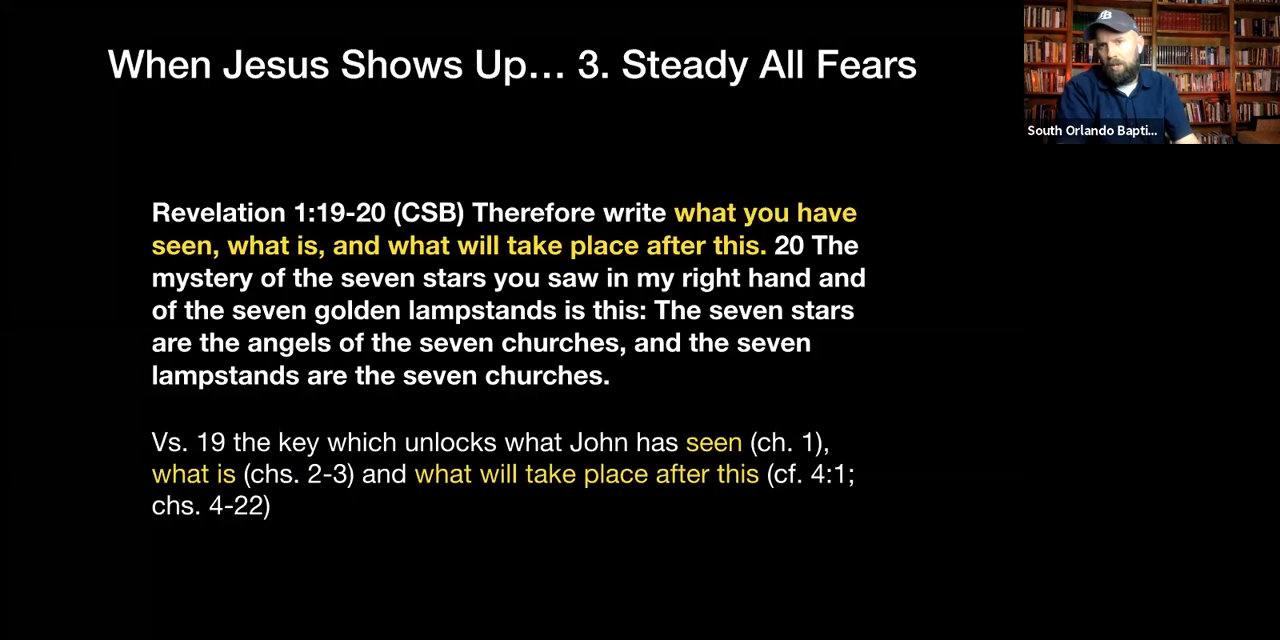 When Jesus Shows Up... 3. Steady All Fears
South Orlando Bapti...
Revelation 1:19-20 (CSB) Therefore write what you have
seen, what is, and what will take place after this. 20 The
mystery of the seven stars you saw in my right hand and
of the seven golden lampstands is this: The seven stars
are the angels of the seven churches, and the seven
lampstands are the seven churches.
Vs. 19 the key which unlocks what John has seen (ch. 1),
what is (chs. 2-3) and what will take place after this (cf. 4:1;
chs. 4-22)